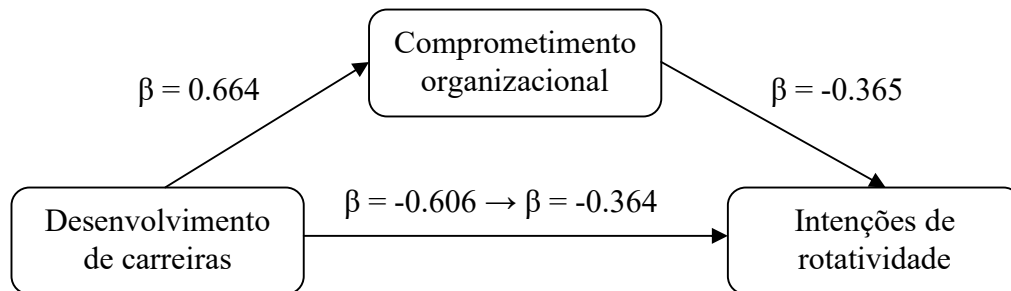 Comprometimento
organizacional
β = 0.664
β = -0.365
β = -0.606 → β = -0.364
Desenvolvimento
de carreiras
Intenções de
rotatividade